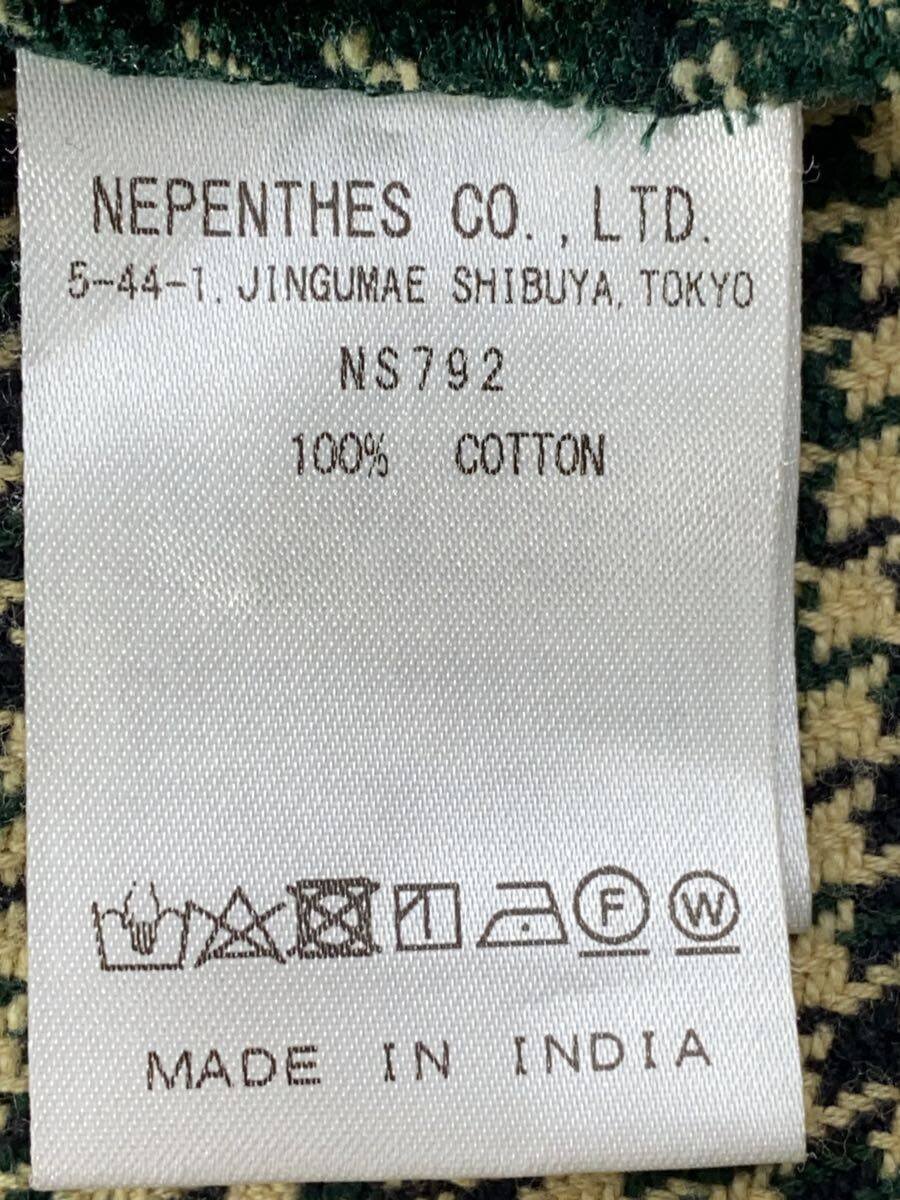 NEPENTHES CO., LTD.
5-44-1. JINGUMAE SHIBUYA, TOKYO
NS792
100% COTTON
F W
MADE IN INDIA